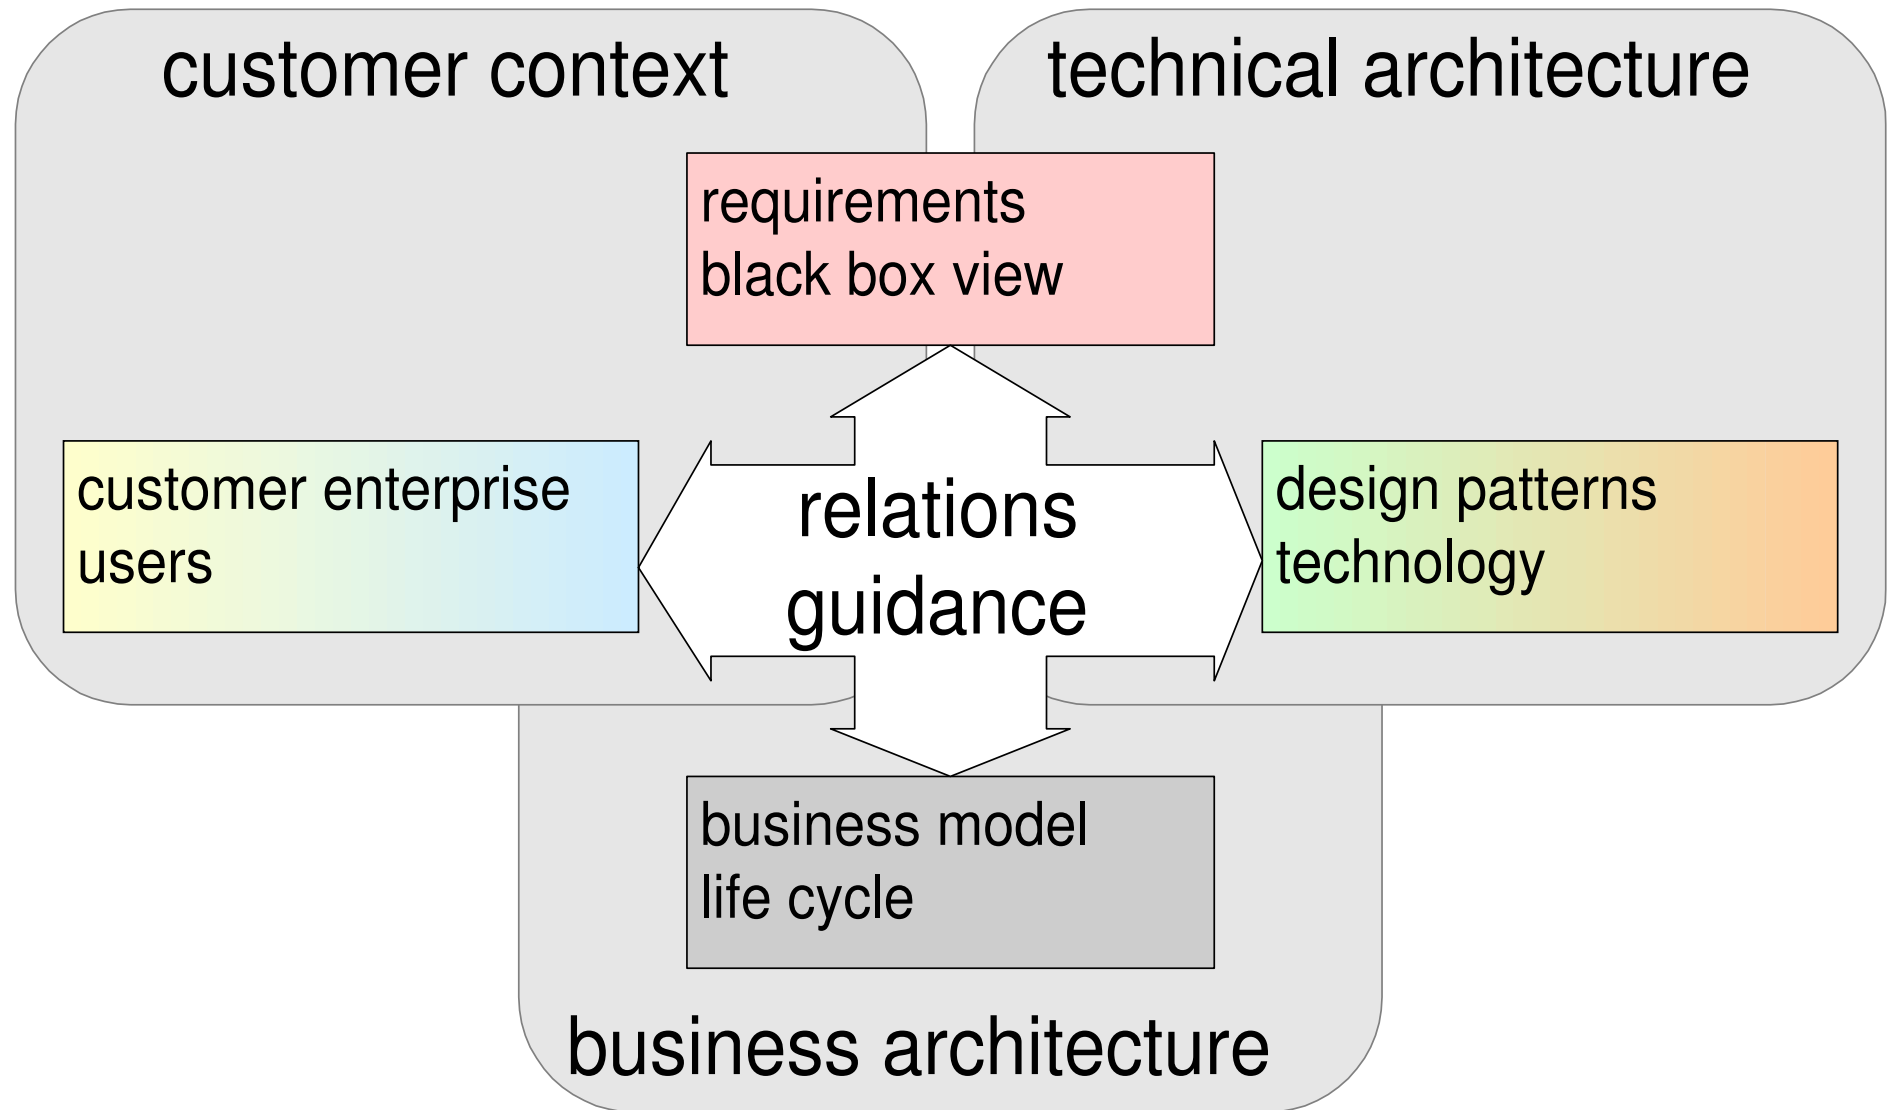 customer context
technical architecture
requirements
black box view
customer enterprise
users
relations
guidance
design patterns
technology
business model
life cycle
business architecture